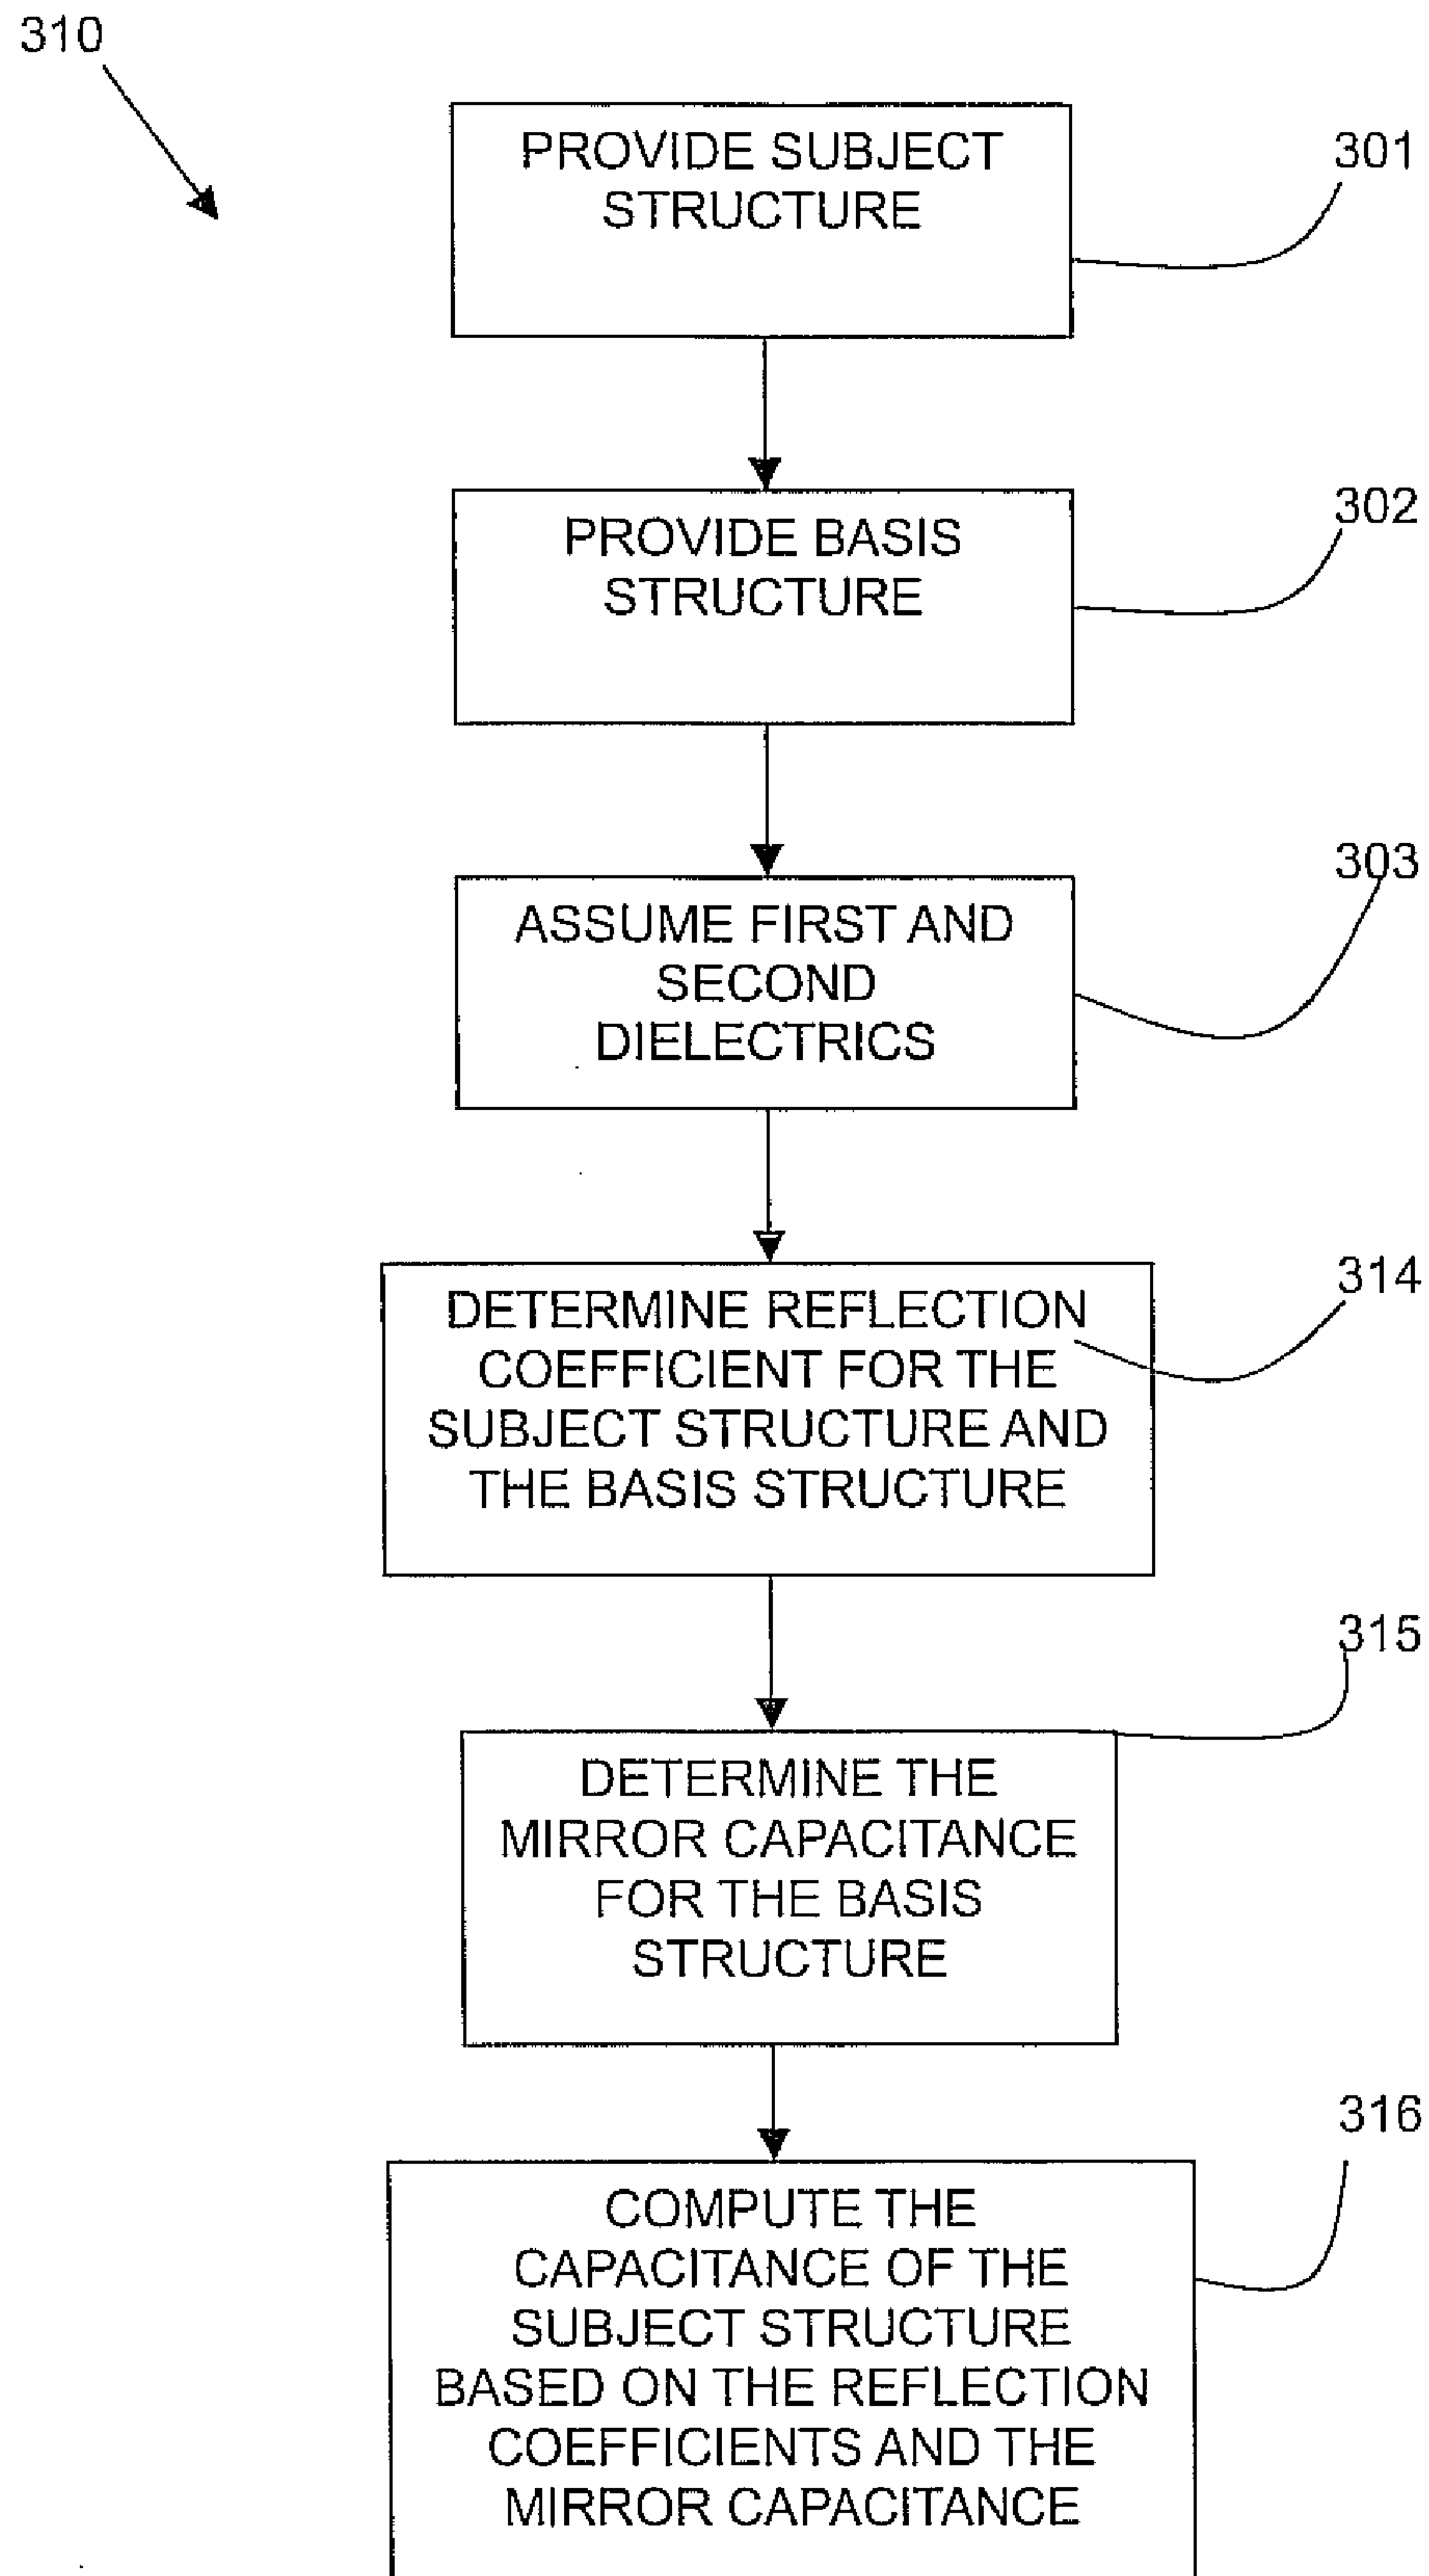 310
PROVIDE SUBJECT
STRUCTURE
301
PROVIDE BASIS
STRUCTURE
302
ASSUME FIRST AND
SECOND
DIELECTRICS
303
DETERMINE REFLECTION
COEFFICIENT FOR THE
SUBJECT STRUCTURE AND
THE BASIS STRUCTURE
314
DETERMINE THE
MIRROR CAPACITANCE
FOR THE BASIS
STRUCTURE
315
COMPUTE THE
CAPACITANCE OF THE
SUBJECT STRUCTURE
BASED ON THE REFLECTION
COEFFICIENTS AND THE
MIRROR CAPACITANCE
316